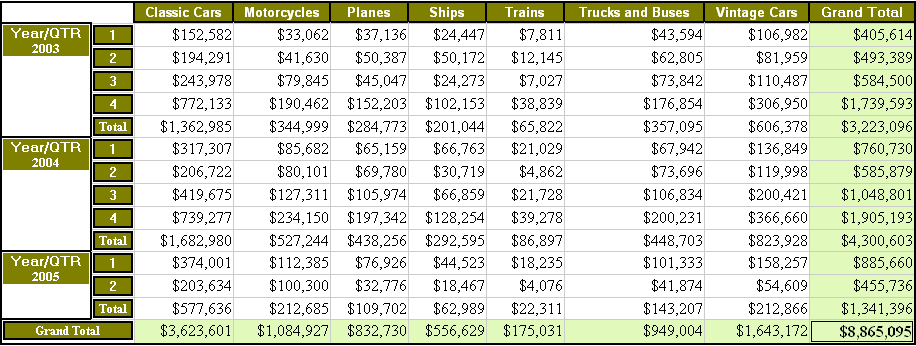 Classic Cars Motorcycles Planes Ships Trains Trucks and Buses Vintage Cars Grand Total
Year/QTR 2003 1 $152,582 $33,062 $37,136 $24,447 $7,811 $43,594 $106,982 $405,614
2 $194,291 $41,630 $50,387 $50,172 $12,145 $62,805 $81,959 $493,389
3 $243,978 $79,845 $45,047 $24,273 $7,027 $73,842 $110,487 $584,500
4 $772,133 $190,462 $152,203 $102,153 $38,839 $176,854 $306,950 $1,739,593
Total $1,362,985 $344,999 $284,773 $201,044 $65,822 $357,095 $606,378 $3,223,096
Year/QTR 2004 1 $317,307 $85,682 $65,159 $66,763 $21,029 $67,942 $136,849 $760,730
2 $206,722 $80,101 $69,780 $30,719 $4,862 $73,696 $119,998 $585,879
3 $419,675 $127,311 $105,974 $66,859 $21,728 $106,834 $200,421 $1,048,801
4 $739,277 $234,150 $197,342 $128,254 $39,278 $200,231 $366,660 $1,905,193
Total $1,682,980 $527,244 $438,256 $292,595 $86,897 $448,703 $823,928 $4,300,603
Year/QTR 2005 1 $374,001 $112,385 $76,926 $44,523 $18,235 $101,333 $158,257 $885,660
2 $203,634 $100,300 $32,776 $18,467 $4,076 $41,874 $54,609 $455,736
Total $577,636 $212,685 $109,702 $62,989 $22,311 $143,207 $212,866 $1,341,396
Grand Total $3,623,601 $1,084,927 $832,730 $556,629 $175,031 $949,004 $1,643,172 $8,865,095